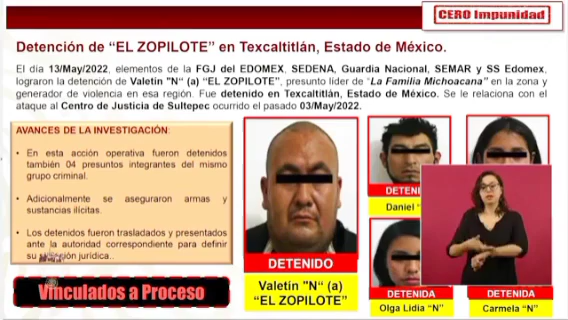 CERO Impunidad
Detención de “EL ZOPILOTE” en Texcaltitlán, Estado de México.
El día 13/May/2022, elementos de la FGJ del EDOMEX, SEDENA, Guardia Nacional, SEMAR y SS Edomex,
lograron la detención de Valetin "N“ (a) “EL ZOPILOTE”, presunto líder de “La Familia Michoacana” en la zona y
generador de violencia en esa región. Fue detenido en Texcaltitlán, Estado de México. Se le relaciona con el
ataque al Centro de Justicia de Sultepec ocurrido el pasado 03/May/2022.
AVANCES DE LA INVESTIGACIÓN:
• En esta acción operativa fueron detenidos
también 04 presuntos integrantes del mismo
grupo criminal.
• Adicionalmente se aseguraron armas y
sustancias ilícitas.
• Los detenidos fueron trasladados y presentados
ante la autoridad correspondiente para definir
su jurídica..
Vinculados a Proceso
DETENIDO
Valetin "N“ (a)
“EL ZOPILOTE”
DETENIDO
Daniel
DETENIDA
Olga Lidia “N”
DETENIDA
Carmela “N”